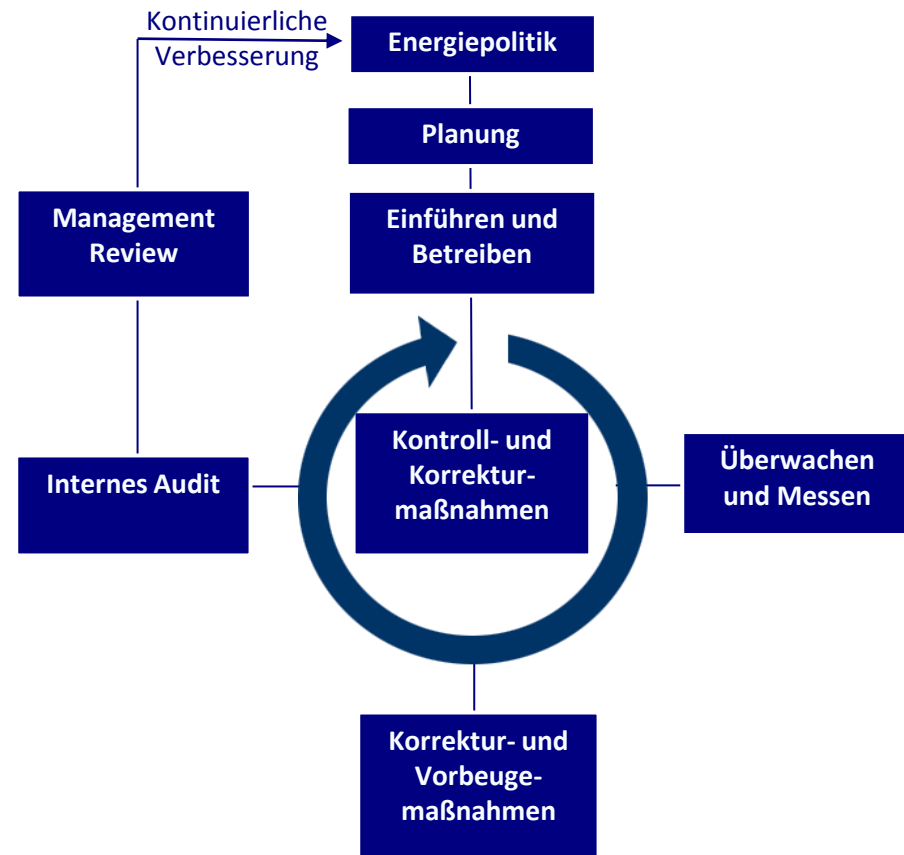 Kontinuierliche
Verbesserung
Energiepolitik
Planung
Einführen und
Betreiben
Management
Review
Kontroll- und
Korrektur-
maßnahmen
Internes Audit
Überwachen
und Messen
Korrektur- und
Vorbeuge-
maßnahmen